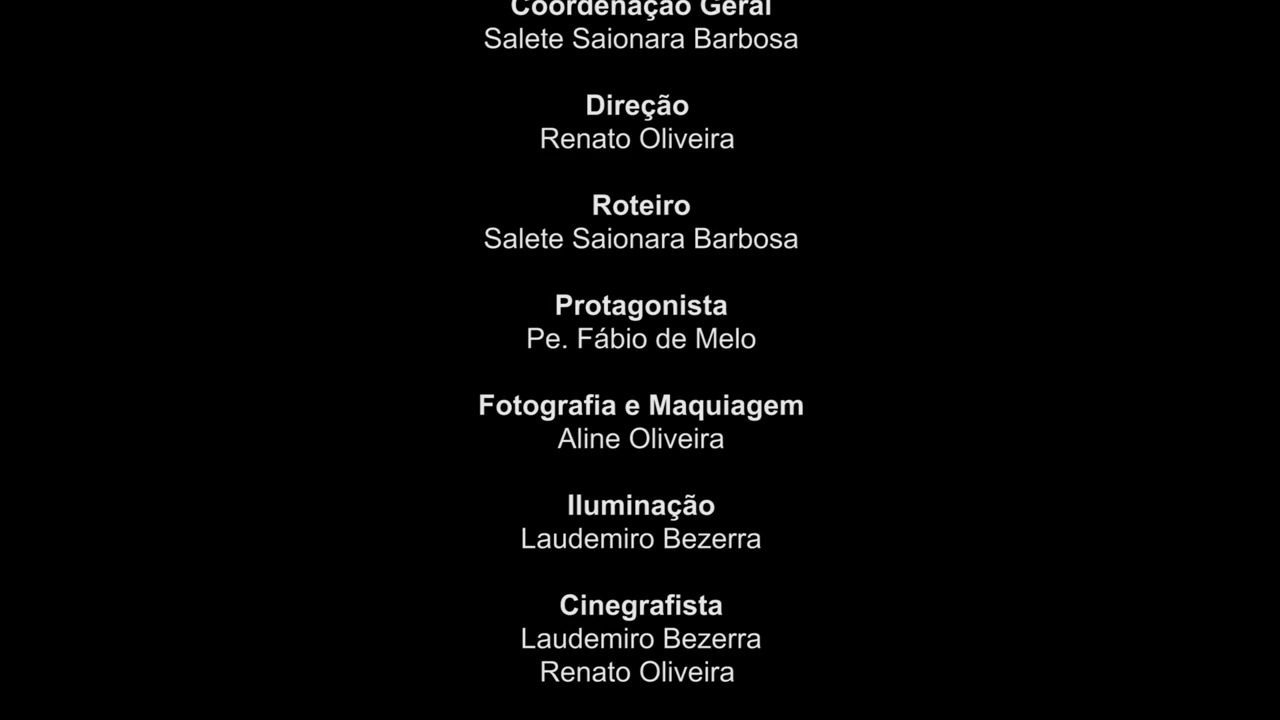 Coordenação Geral
Salete Saionara Barbosa
Direção
Renato Oliveira
Roteiro
Salete Saionara Barbosa
Protagonista
Pe. Fábio de Melo
Fotografia e Maquiagem
Aline Oliveira
Iluminação
Laudemiro Bezerra
Cinegrafista
Laudemiro Bezerra
Renato Oliveira